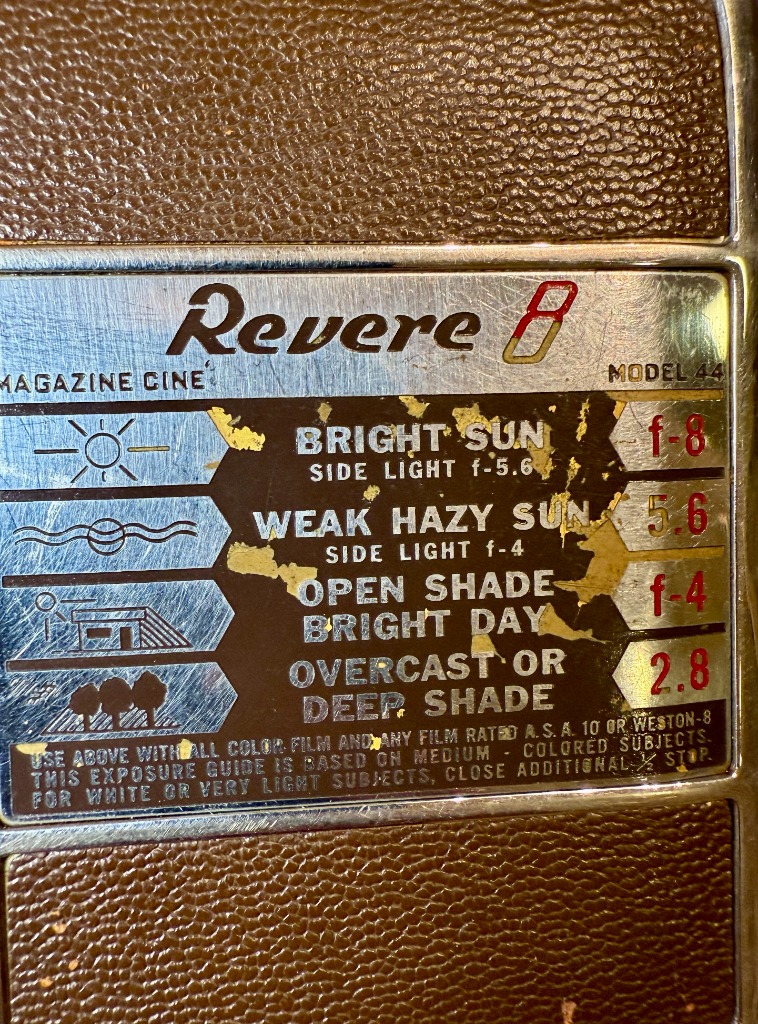 Revere 8
MAGAZINE CINÉ
MODEL 44
BRIGHT SUN
SIDE LIGHT f-5.6
f-8
WEAK HAZY SUN
SIDE LIGHT f-4
5.6
OPEN SHADE
BRIGHT DAY
f-4
OVERCAST OR
DEEP SHADE
2.8
USE ABOVE WITH ALL COLOR FILM AND ANY FILM RATED A.S.A. 10 OR WESTON-8
THIS EXPOSURE GUIDE IS BASED ON MEDIUM - COLORED SUBJECTS.
FOR WHITE OR VERY LIGHT SUBJECTS, CLOSE ADDITIONAL ½ STOP.